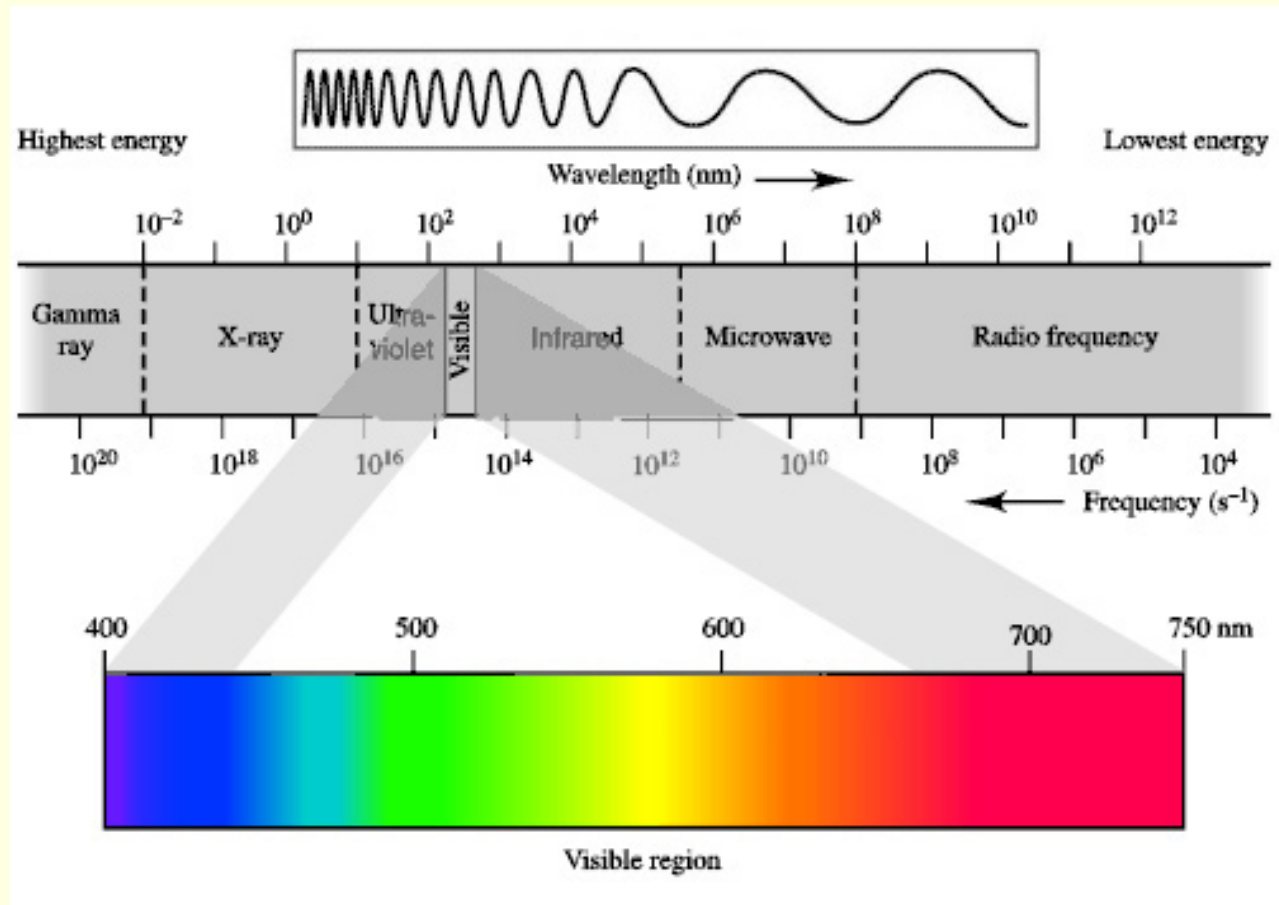 Highest energy
Lowest energy
Wavelength (nm)
10⁻² 10⁰ 10² 10⁴ 10⁶ 10⁸ 10¹⁰ 10¹²
Gamma
ray
X-ray
Ultra-
violet
Visible
Infrared
Microwave
Radio frequency
10²⁰ 10¹⁸ 10¹⁶ 10¹⁴ 10¹² 10¹⁰ 10⁸ 10⁶ 10⁴
Frequency (s⁻¹)
400 500 600 700 750 nm
Visible region